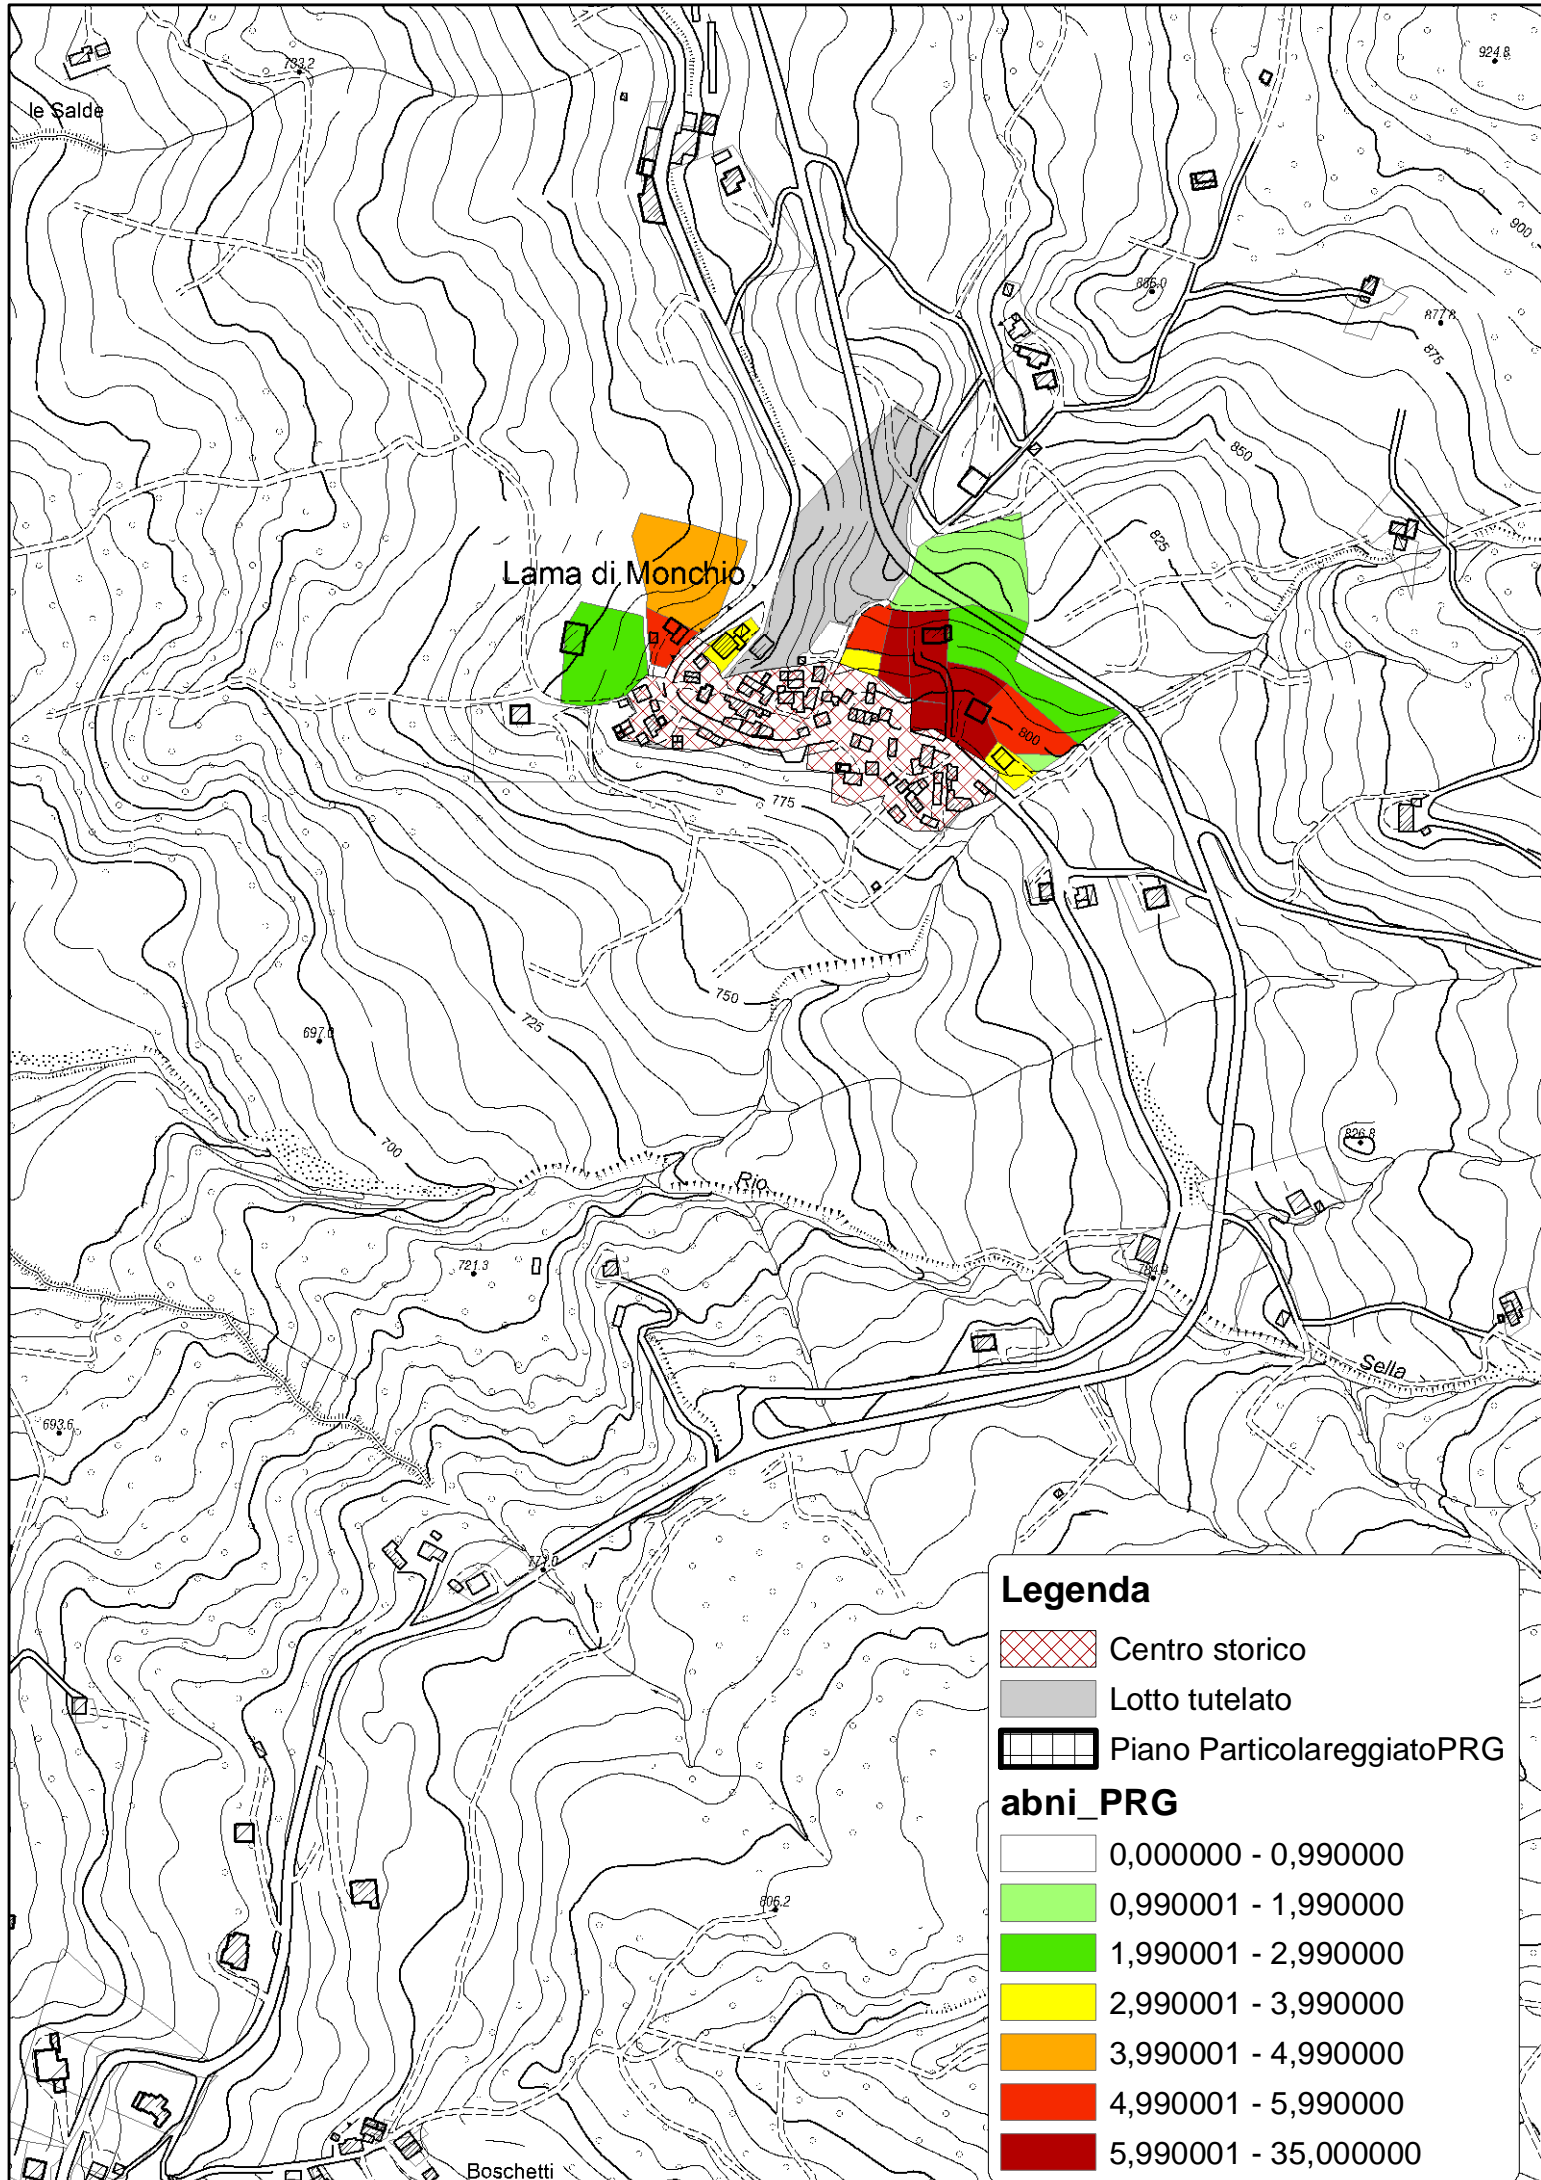 924.8
733.2
le Salde
900
886.0
877.8
875
850
825
Lama di Monchio
800
775
750
725
697.0
700
826.8
Rio
721.3
Sella
693.6
771.0
806.2
Boschetti
Legenda
Centro storico
Lotto tutelato
Piano ParticolareggiatoPRG
abni_PRG
0,000000 - 0,990000
0,990001 - 1,990000
1,990001 - 2,990000
2,990001 - 3,990000
3,990001 - 4,990000
4,990001 - 5,990000
5,990001 - 35,000000